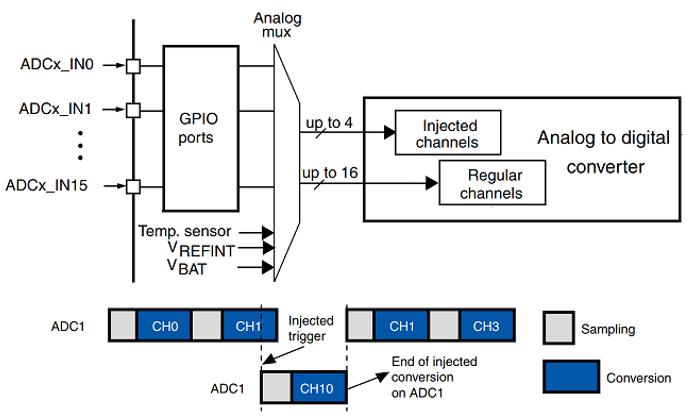 Analog
mux
ADCx_IN0
ADCx_IN1
ADCx_IN15
GPIO
ports
up to 4
up to 16
Injected
channels
Regular
channels
Analog to digital
converter
Temp. sensor
VREFINT
VBAT
ADC1
CH0
CH1
Injected
trigger
CH1
CH3
Sampling
ADC1
CH10
End of injected
conversion
on ADC1
Conversion